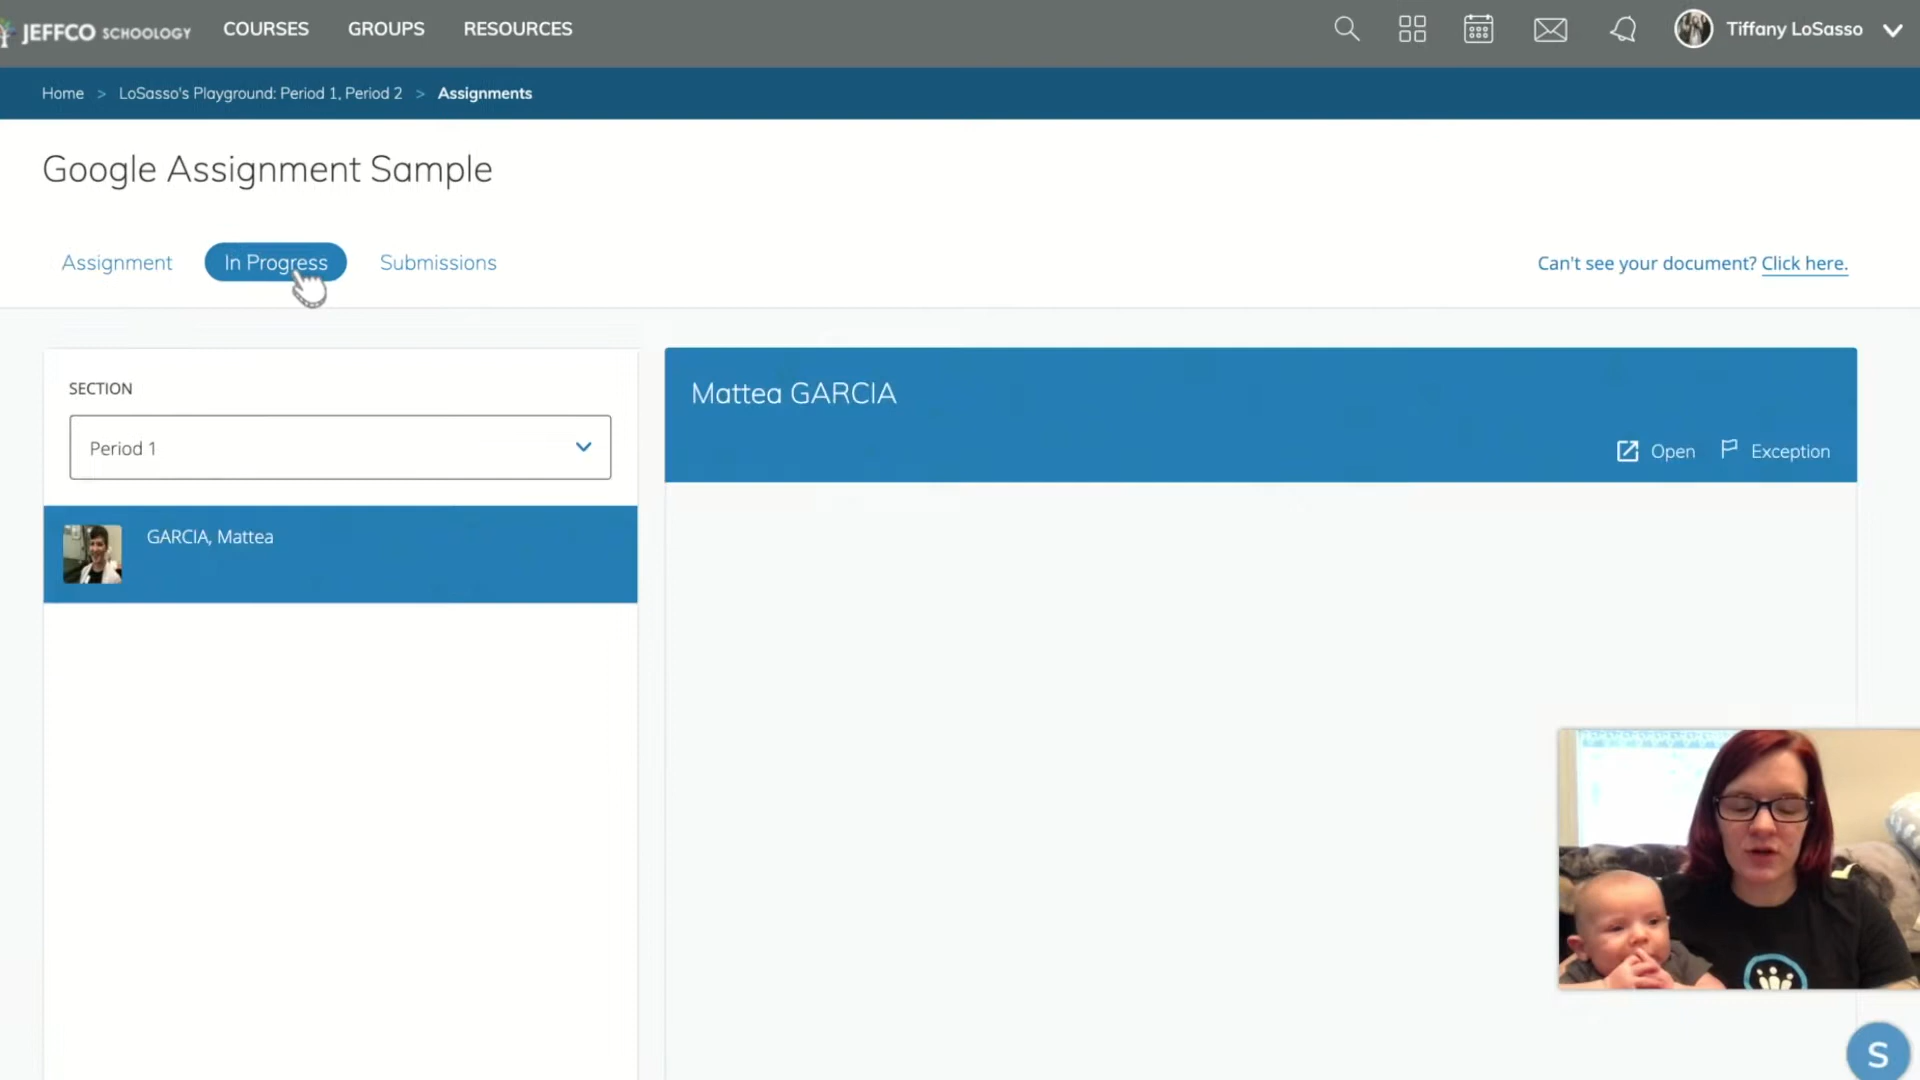 JEFFCO SCHOOLOGY COURSES GROUPS RESOURCES Tiffany LoSasso
Home > LoSasso's Playground: Period 1, Period 2 > Assignments
Google Assignment Sample
Assignment In Progress Submissions Can't see your document? Click here.
SECTION
Period 1
GARCIA, Mattea
Mattea GARCIA
Open Exception
S